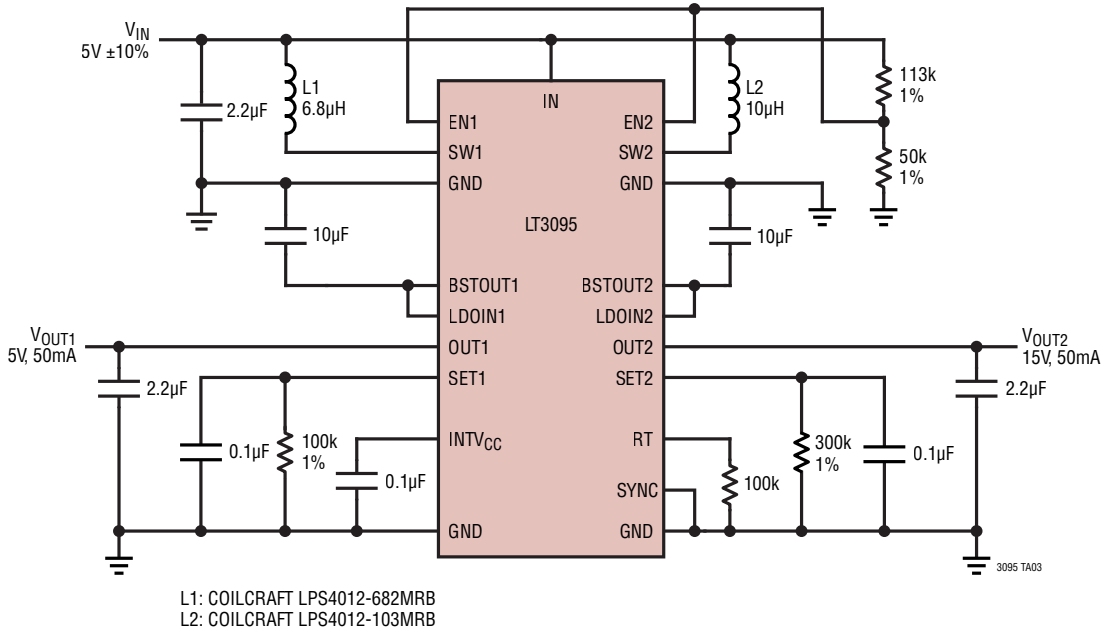 VIN
5V ±10%
2.2µF
L1
6.8µH
IN
L2
10µH
113k
1%
EN1
EN2
SW1
SW2
50k
1%
GND
GND
LT3095
10µF
10µF
BSTOUT1
BSTOUT2
LDOIN1
LDOIN2
VOUT1
5V, 50mA
OUT1
OUT2
VOUT2
15V, 50mA
SET1
SET2
2.2µF
2.2µF
0.1µF
100k
1%
INTVCC
RT
300k
1%
0.1µF
0.1µF
100k
SYNC
GND
GND
3095 TA03
L1: COILCRAFT LPS4012-682MRB
L2: COILCRAFT LPS4012-103MRB